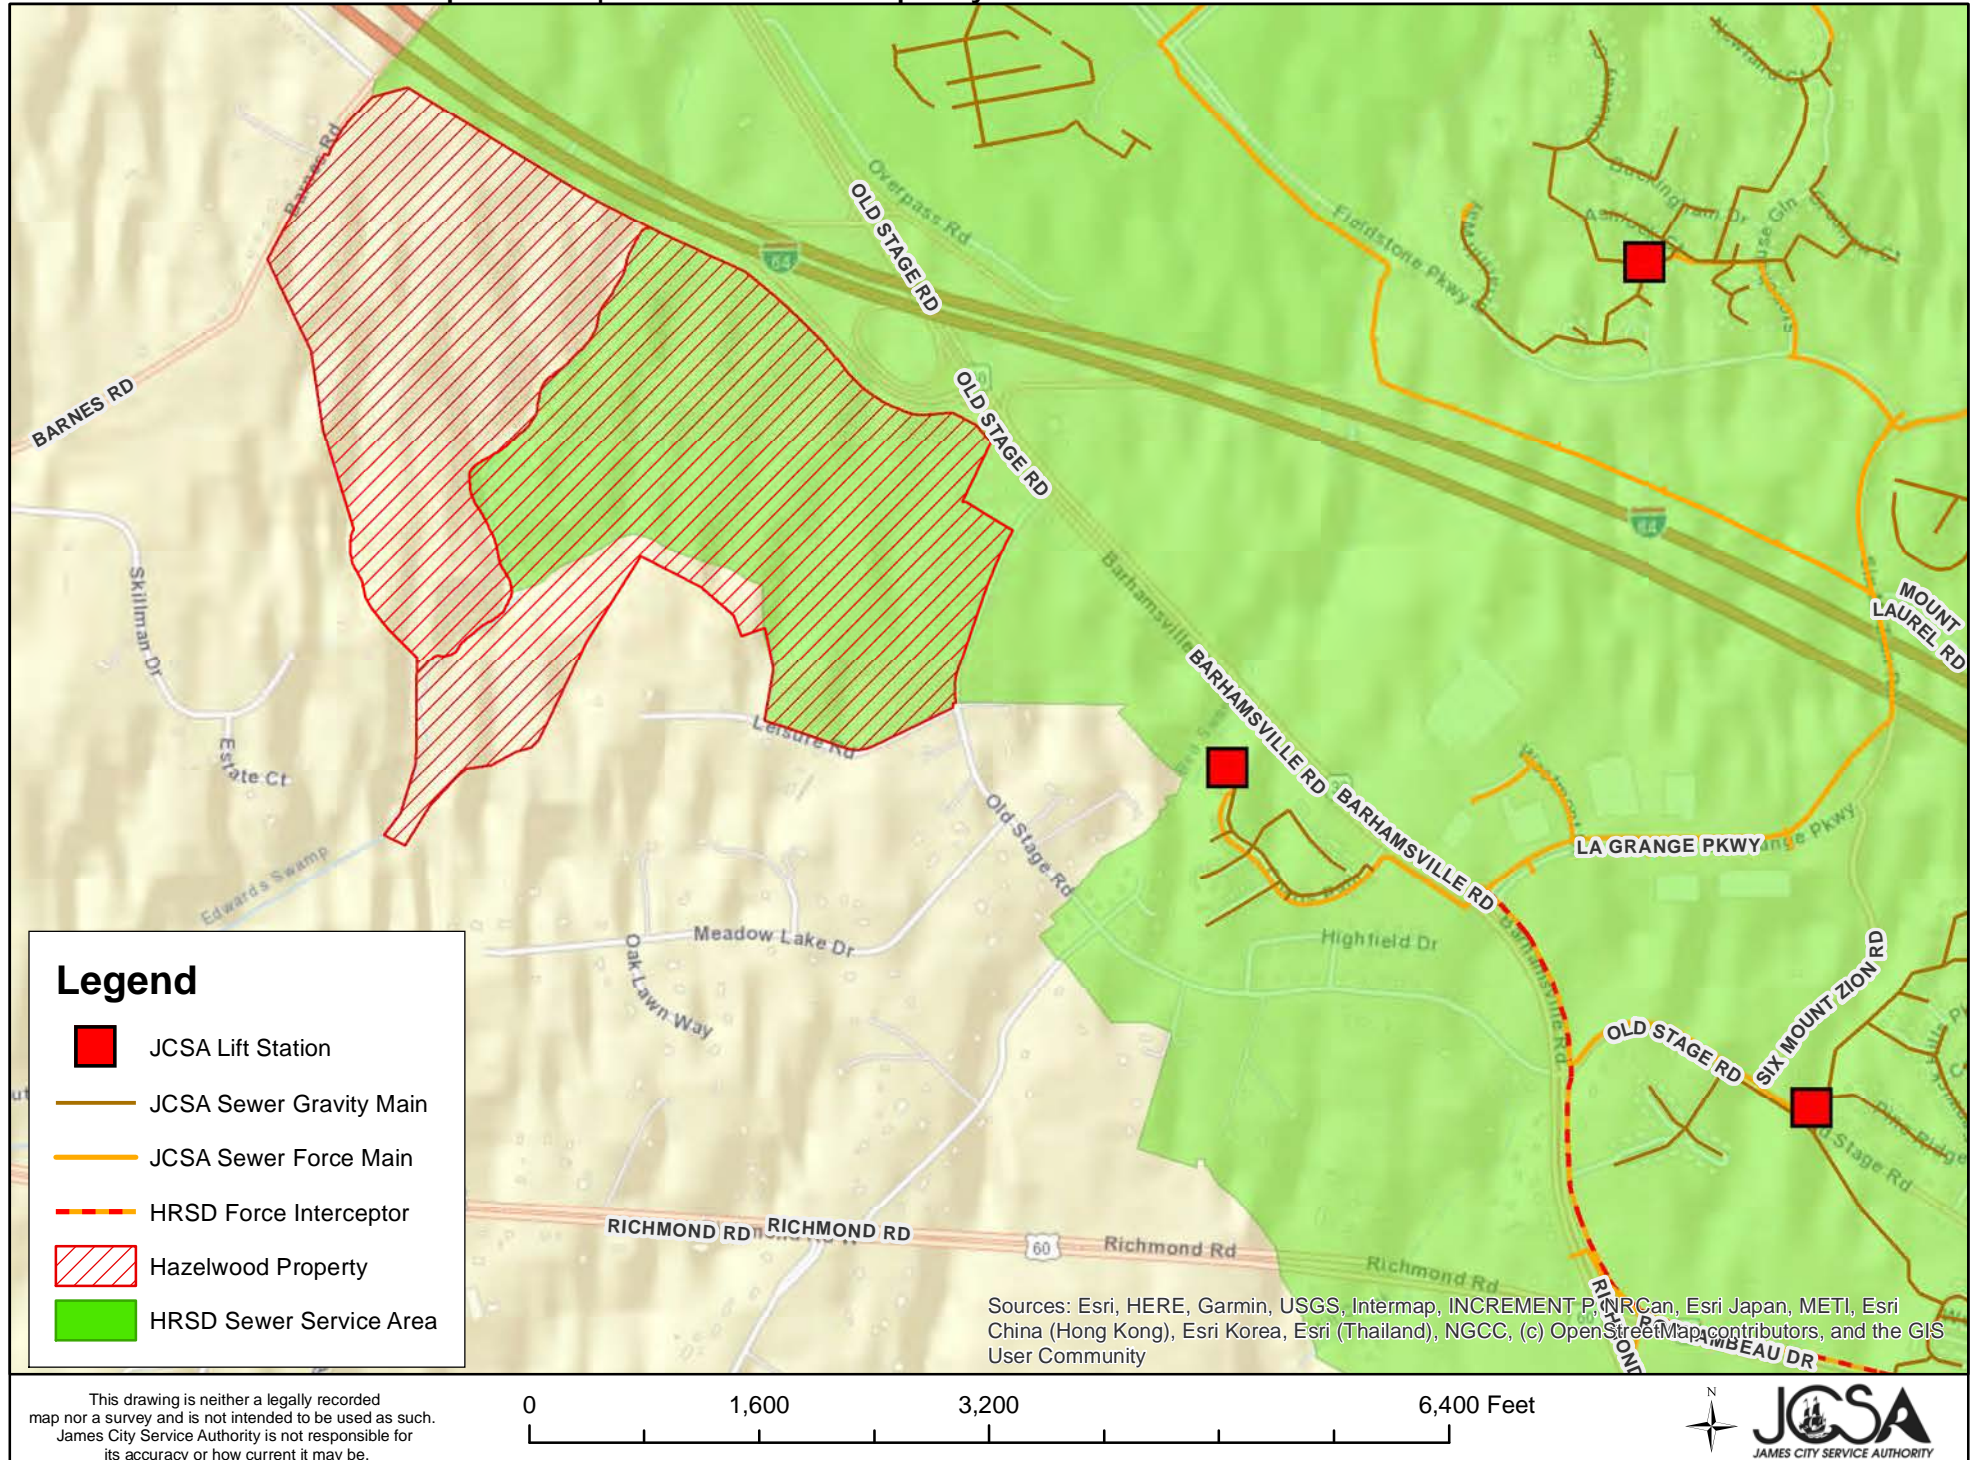 Barnes Rd
BARNES RD
Overpass Rd
OLD STAGE RD
64
OLD STAGE RD
Fieldstone Pkwy
Buckingham Dr
64
MOUNT
LAUREL RD
Barhamsville
BARHAMSVILLE RD
BARHAMSVILLE RD
Skillman Dr
Estate Ct
Leisure Rd
Old Stage Rd
Edwards Swamp
Meadow Lake Dr
Oak Lawn Way
Highfield Dr
LA GRANGE PKWY
ange Pkwy
Barhamsville Rd
OLD STAGE RD
SIX MOUNT ZION RD
Pine Ridge
d Stage Rd
RICHMOND RD
RICHMOND RD
60
Richmond Rd
Richmond Rd
RICHMOND
AMBEAU DR
Legend
JCSA Lift Station
JCSA Sewer Gravity Main
JCSA Sewer Force Main
HRSD Force Interceptor
Hazelwood Property
HRSD Sewer Service Area
Sources: Esri, HERE, Garmin, USGS, Intermap, INCREMENT P, NRCan, Esri Japan, METI, Esri
China (Hong Kong), Esri Korea, Esri (Thailand), NGCC, (c) OpenStreetMap contributors, and the GIS
User Community
This drawing is neither a legally recorded
map nor a survey and is not intended to be used as such.
James City Service Authority is not responsible for
its accuracy or how current it may be.
0 1,600 3,200 6,400 Feet
N
JCSA
JAMES CITY SERVICE AUTHORITY